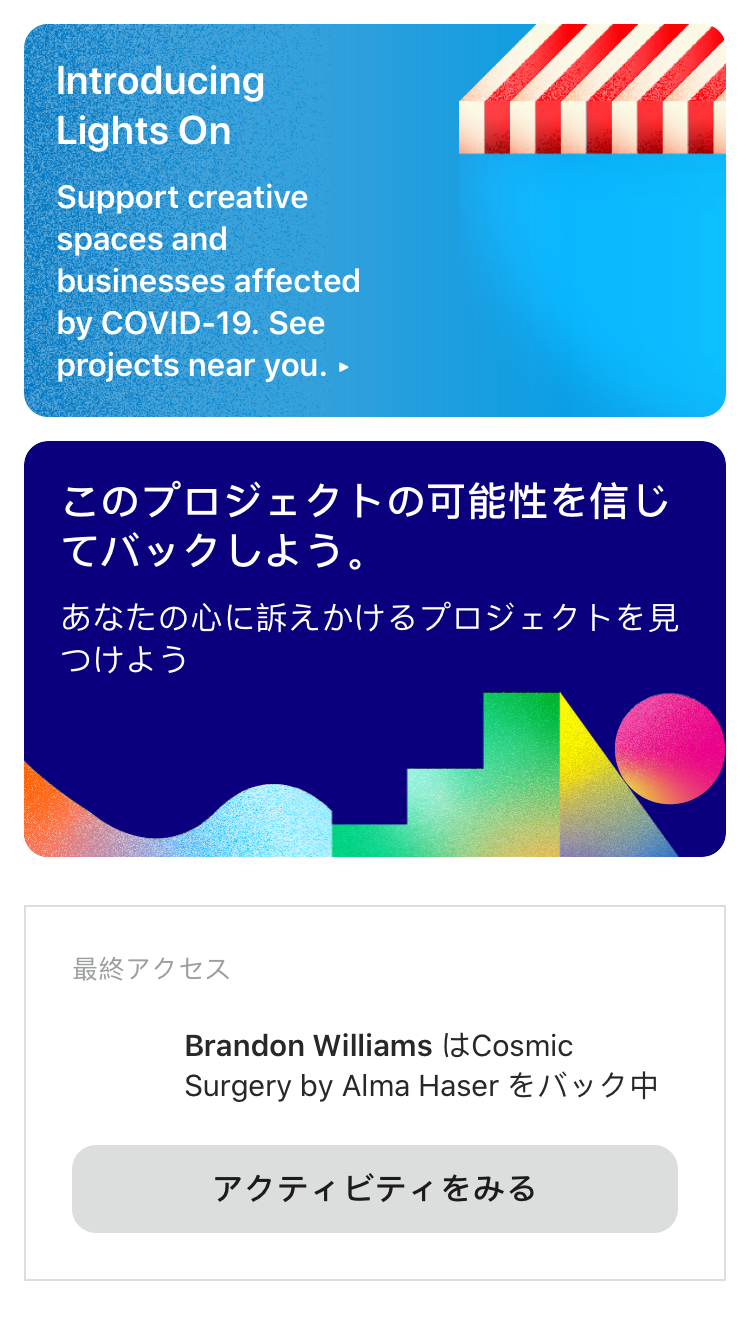 Introducing
Lights On
Support creative
spaces and
businesses affected
by COVID-19. See
projects near you. ▸
このプロジェクトの可能性を信じ
てバックしよう。
あなたの心に訴えかけるプロジェクトを見
つけよう
最終アクセス
Brandon Williams はCosmic
Surgery by Alma Haser をバック中
アクティビティをみる